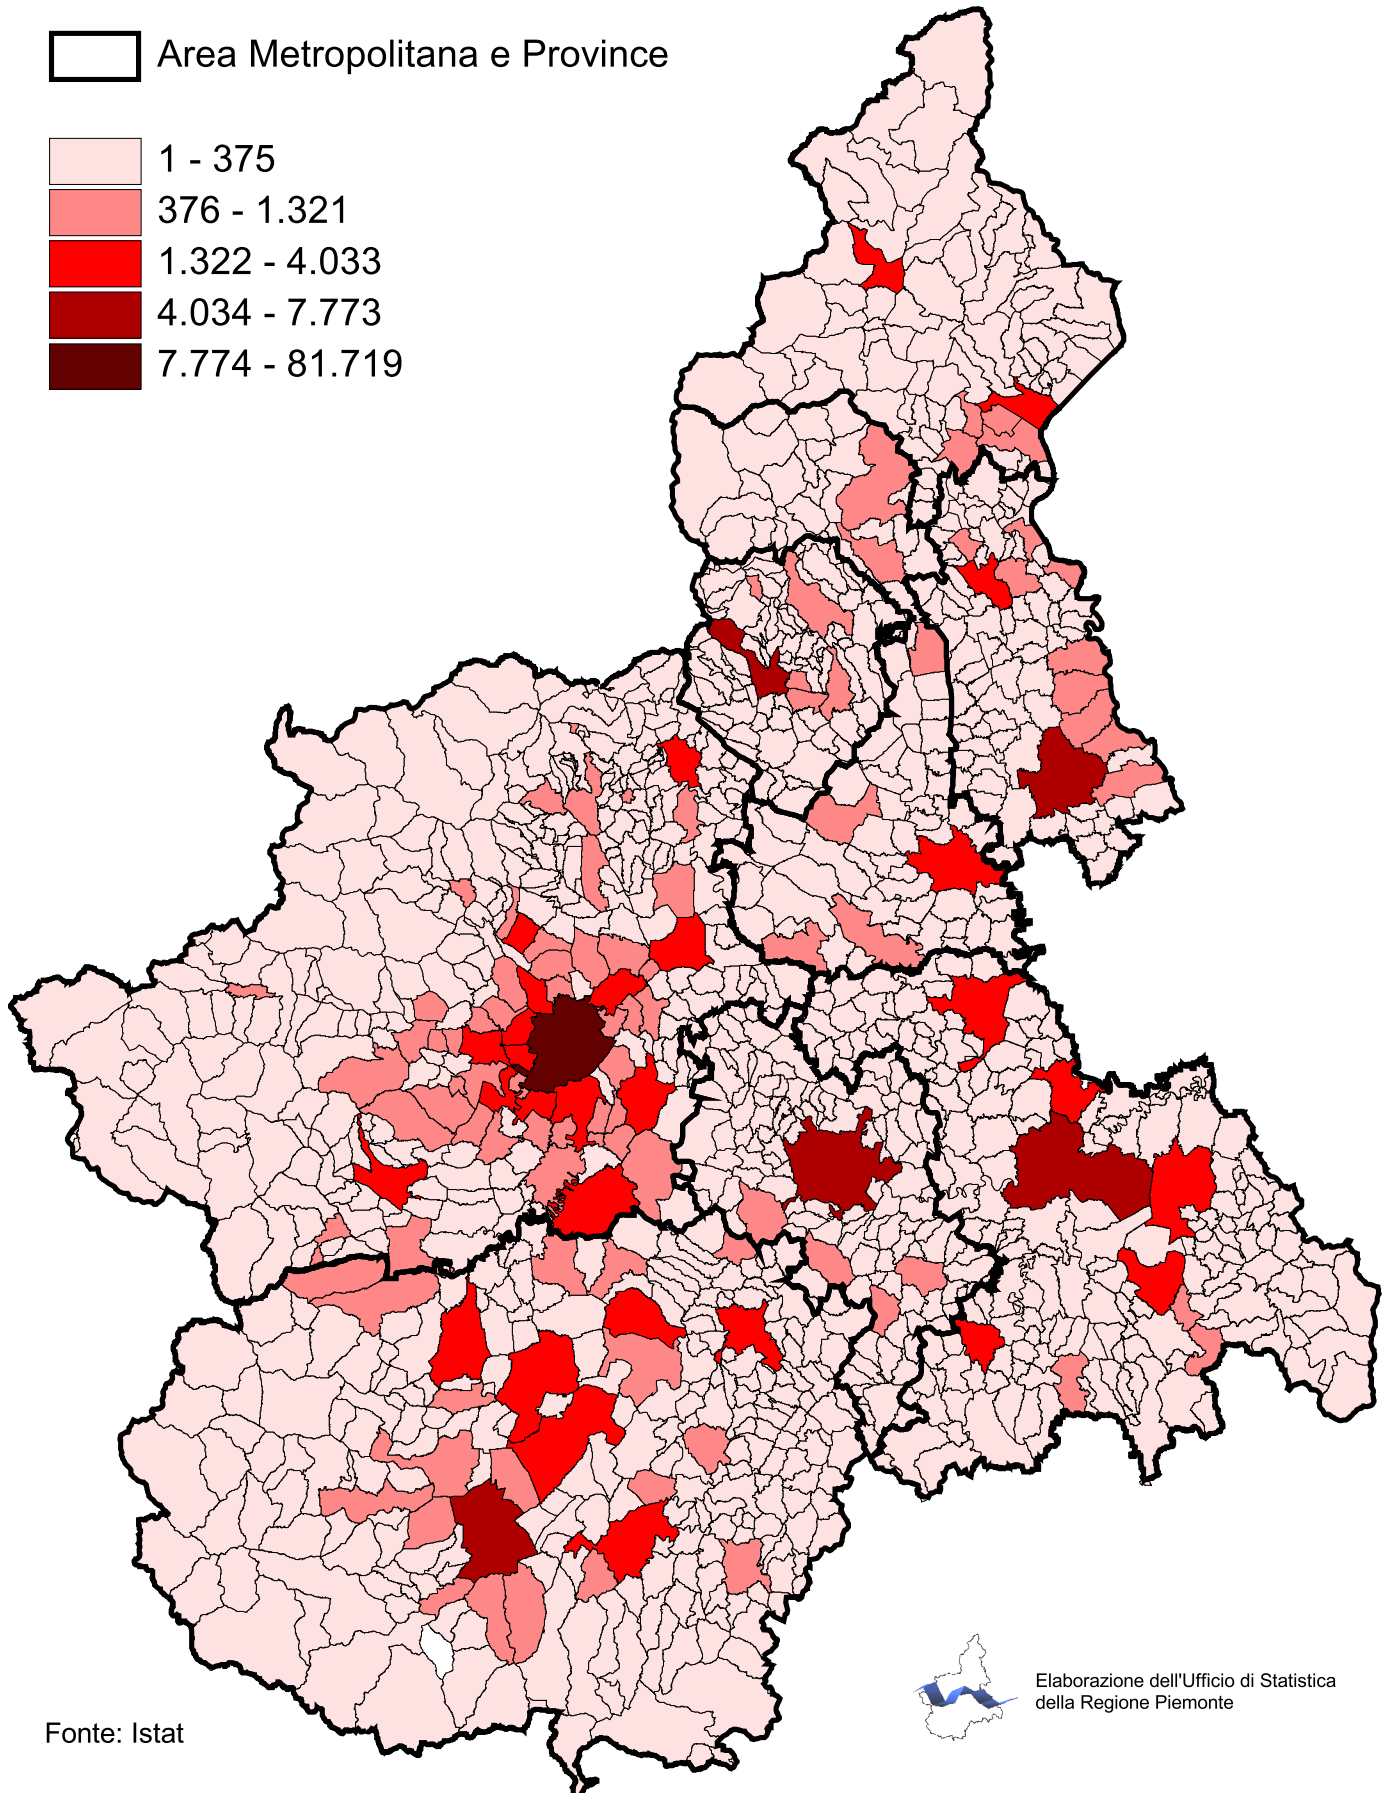 Area Metropolitana e Province
1 - 375
376 - 1.321
1.322 - 4.033
4.034 - 7.773
7.774 - 81.719
Elaborazione dell'Ufficio di Statistica
della Regione Piemonte
Fonte: Istat